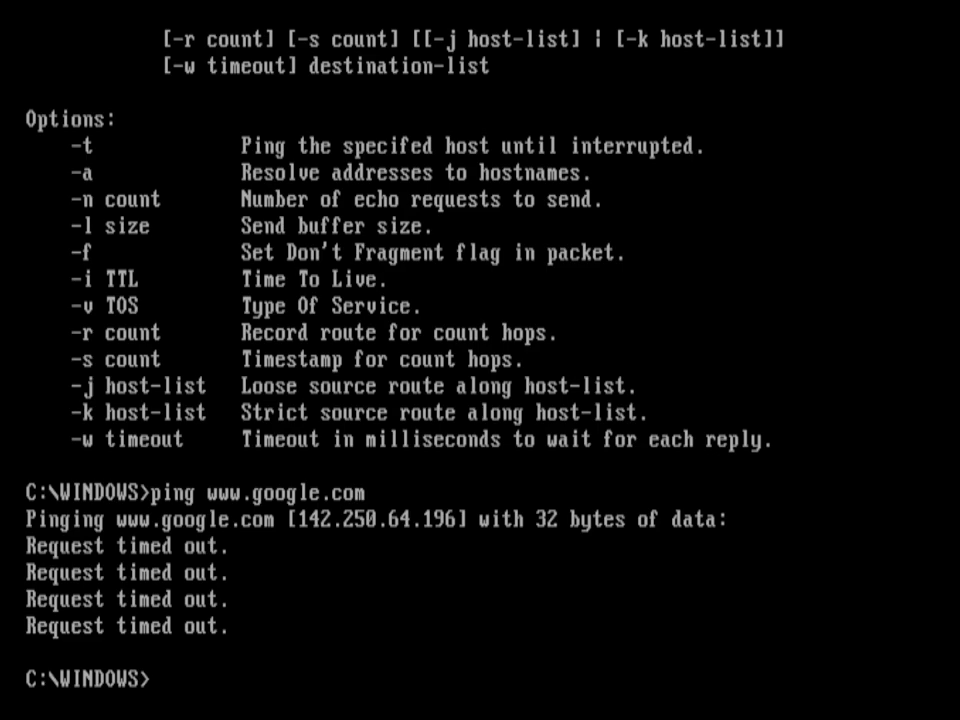 [-r count] [-s count] [[-j host-list] ¦ [-k host-list]]
[-w timeout] destination-list
Options:
-t Ping the specifed host until interrupted.
-a Resolve addresses to hostnames.
-n count Number of echo requests to send.
-l size Send buffer size.
-f Set Don't Fragment flag in packet.
-i TTL Time To Live.
-v TOS Type Of Service.
-r count Record route for count hops.
-s count Timestamp for count hops.
-j host-list Loose source route along host-list.
-k host-list Strict source route along host-list.
-w timeout Timeout in milliseconds to wait for each reply.
C:\WINDOWS>ping www.google.com
Pinging www.google.com [142.250.64.196] with 32 bytes of data:
Request timed out.
Request timed out.
Request timed out.
Request timed out.
C:\WINDOWS>